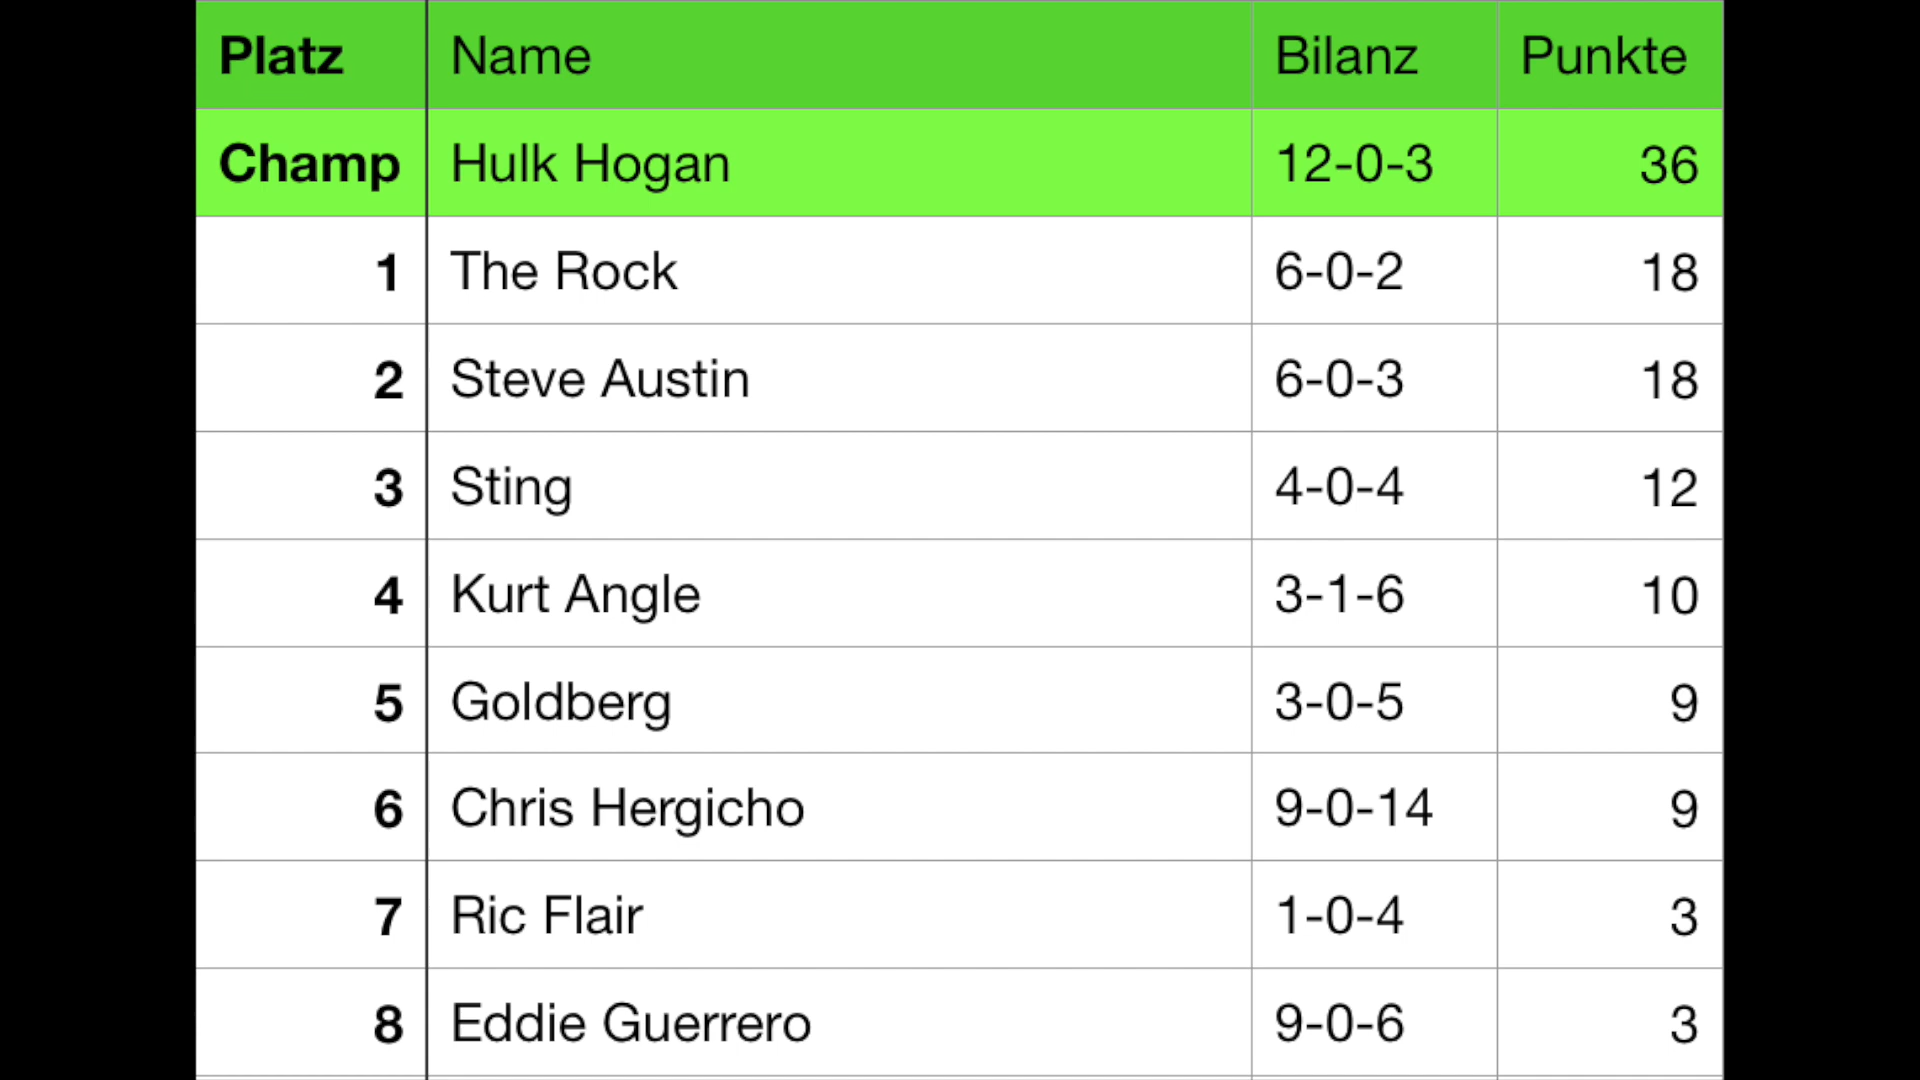 Platz Name Bilanz Punkte
Champ Hulk Hogan 12-0-3 36
1 The Rock 6-0-2 18
2 Steve Austin 6-0-3 18
3 Sting 4-0-4 12
4 Kurt Angle 3-1-6 10
5 Goldberg 3-0-5 9
6 Chris Hergicho 9-0-14 9
7 Ric Flair 1-0-4 3
8 Eddie Guerrero 9-0-6 3